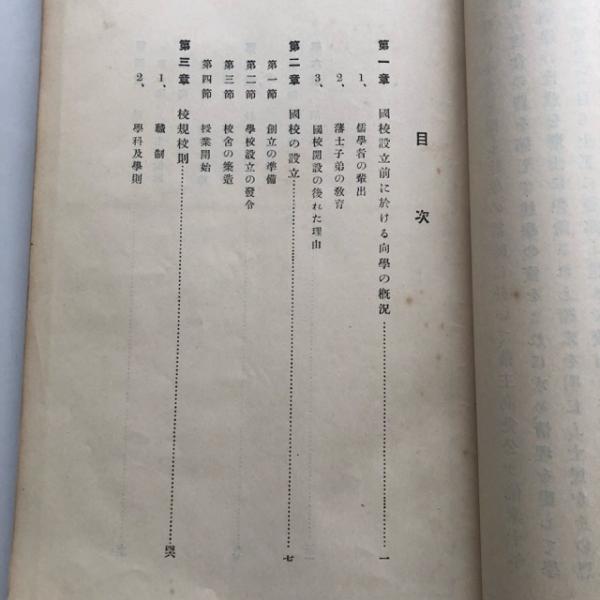 目次
第一章 國校設立前に於ける向學の概況……一
1、儒學者の輩出
2、藩士子弟の敎育
3、國校開設の後れた理由
第二章 國校の設立……七
第一節 創立の準備
第二節 學校設立の發令
第三節 校舍の築造
第四節 授業開始
第三章 校規校則……
1、職制
2、學科及學則